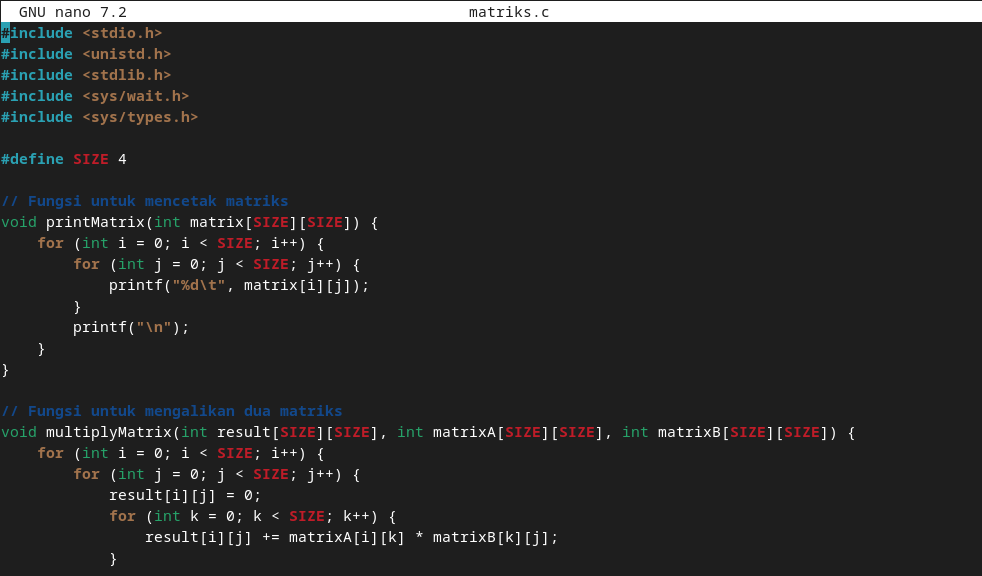 GNU nano 7.2 matriks.c
#include <stdio.h>
#include <unistd.h>
#include <stdlib.h>
#include <sys/wait.h>
#include <sys/types.h>

#define SIZE 4

// Fungsi untuk mencetak matriks
void printMatrix(int matrix[SIZE][SIZE]) {
    for (int i = 0; i < SIZE; i++) {
        for (int j = 0; j < SIZE; j++) {
            printf("%d\t", matrix[i][j]);
        }
        printf("\n");
    }
}

// Fungsi untuk mengalikan dua matriks
void multiplyMatrix(int result[SIZE][SIZE], int matrixA[SIZE][SIZE], int matrixB[SIZE][SIZE]) {
    for (int i = 0; i < SIZE; i++) {
        for (int j = 0; j < SIZE; j++) {
            result[i][j] = 0;
            for (int k = 0; k < SIZE; k++) {
                result[i][j] += matrixA[i][k] * matrixB[k][j];
            }